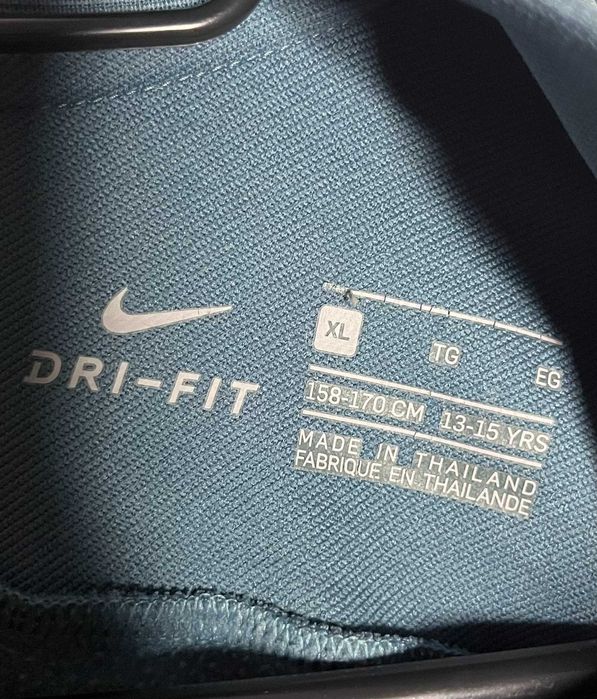 DRI-FIT
XL TG EG
158-170 CM 13-15 YRS
MADE IN THAILAND
FABRIQUE EN THAILANDE